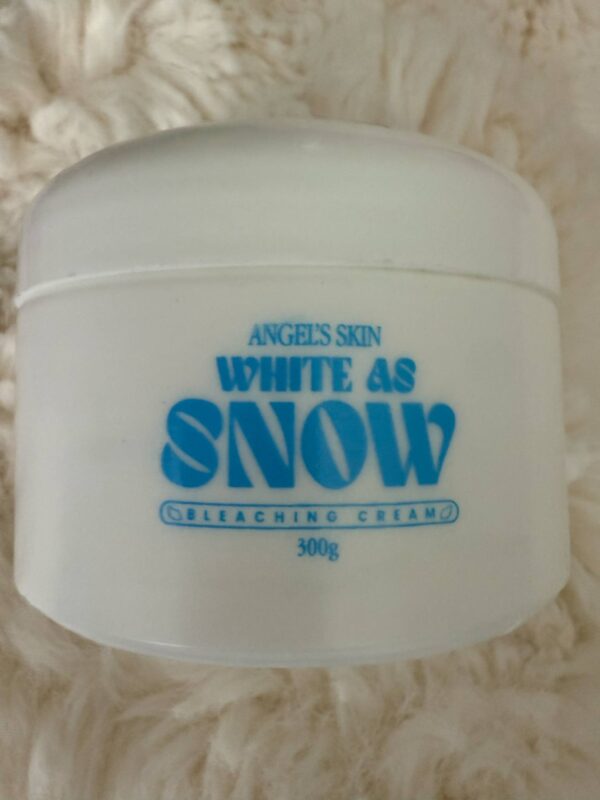 ANGEL'S SKIN
WHITE AS
SNOW
BLEACHING CREAM
300g